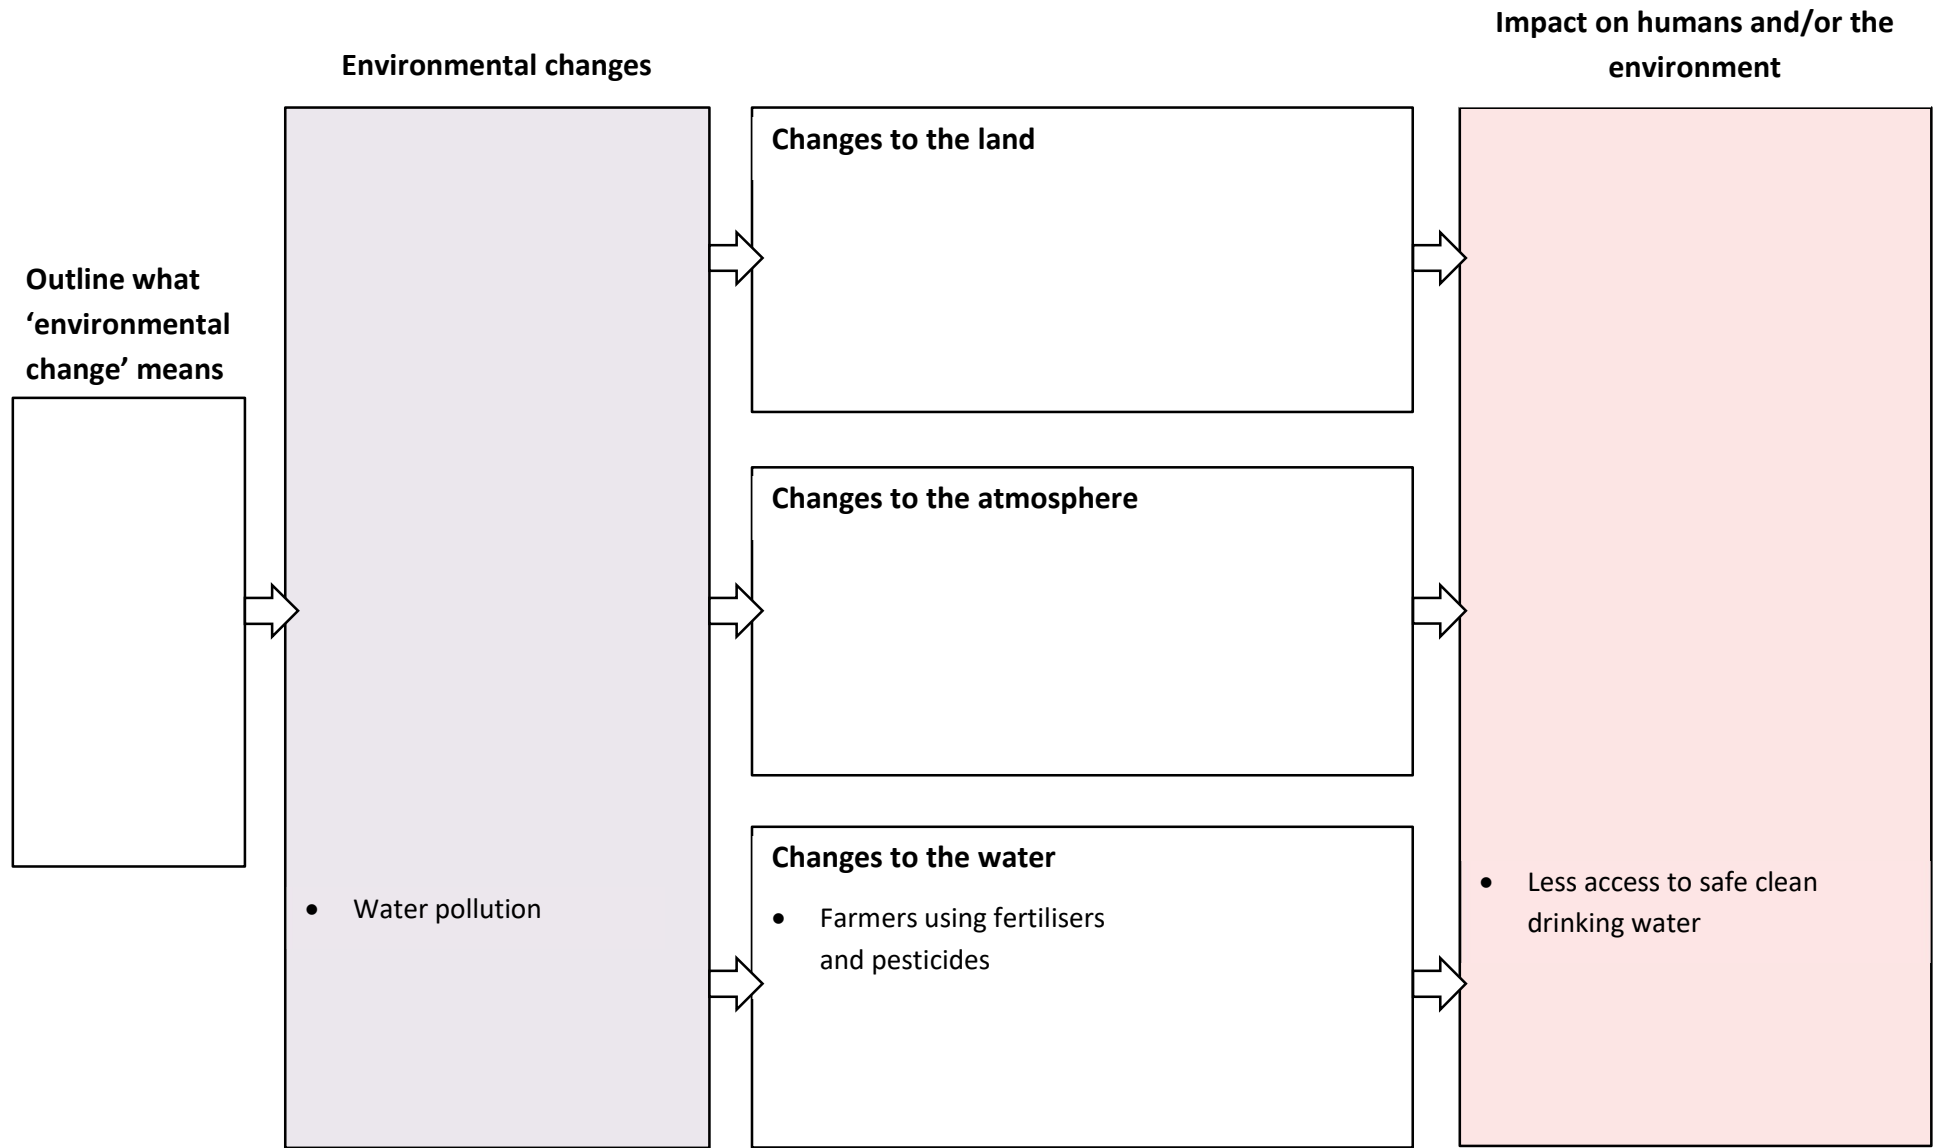 Impact on humans and/or the
environment
Environmental changes
Outline what
‘environmental
change’ means
Changes to the land
Changes to the atmosphere
• Water pollution
Changes to the water
• Farmers using fertilisers
and pesticides
• Less access to safe clean
drinking water